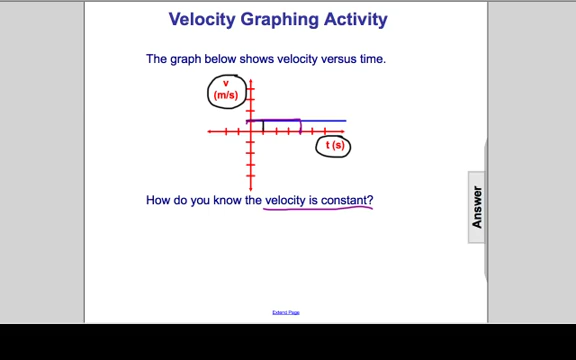 Velocity Graphing Activity
The graph below shows velocity versus time.
v
(m/s)
t (s)
How do you know the velocity is constant?
Answer
Extend Page